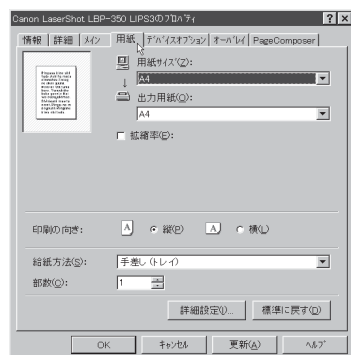 Canon LaserShot LBP-350 LIPS3のﾌﾟﾛﾊﾟﾃｨ
情報 詳細 ﾒｲﾝ 用紙 ﾃﾞﾊﾞｲｽｵﾌﾟｼｮﾝ ｵｰﾊﾞﾚｲ PageComposer
用紙ｻｲｽﾞ(Z):
A4
出力用紙(O):
A4
拡縮率(E):
印刷の向き: A 縦(P) A 横(L)
給紙方法(S): 手差し (トレイ)
部数(C): 1
詳細設定(I)... 標準に戻す(D)
OK ｷｬﾝｾﾙ 更新(A) ﾍﾙﾌﾟ